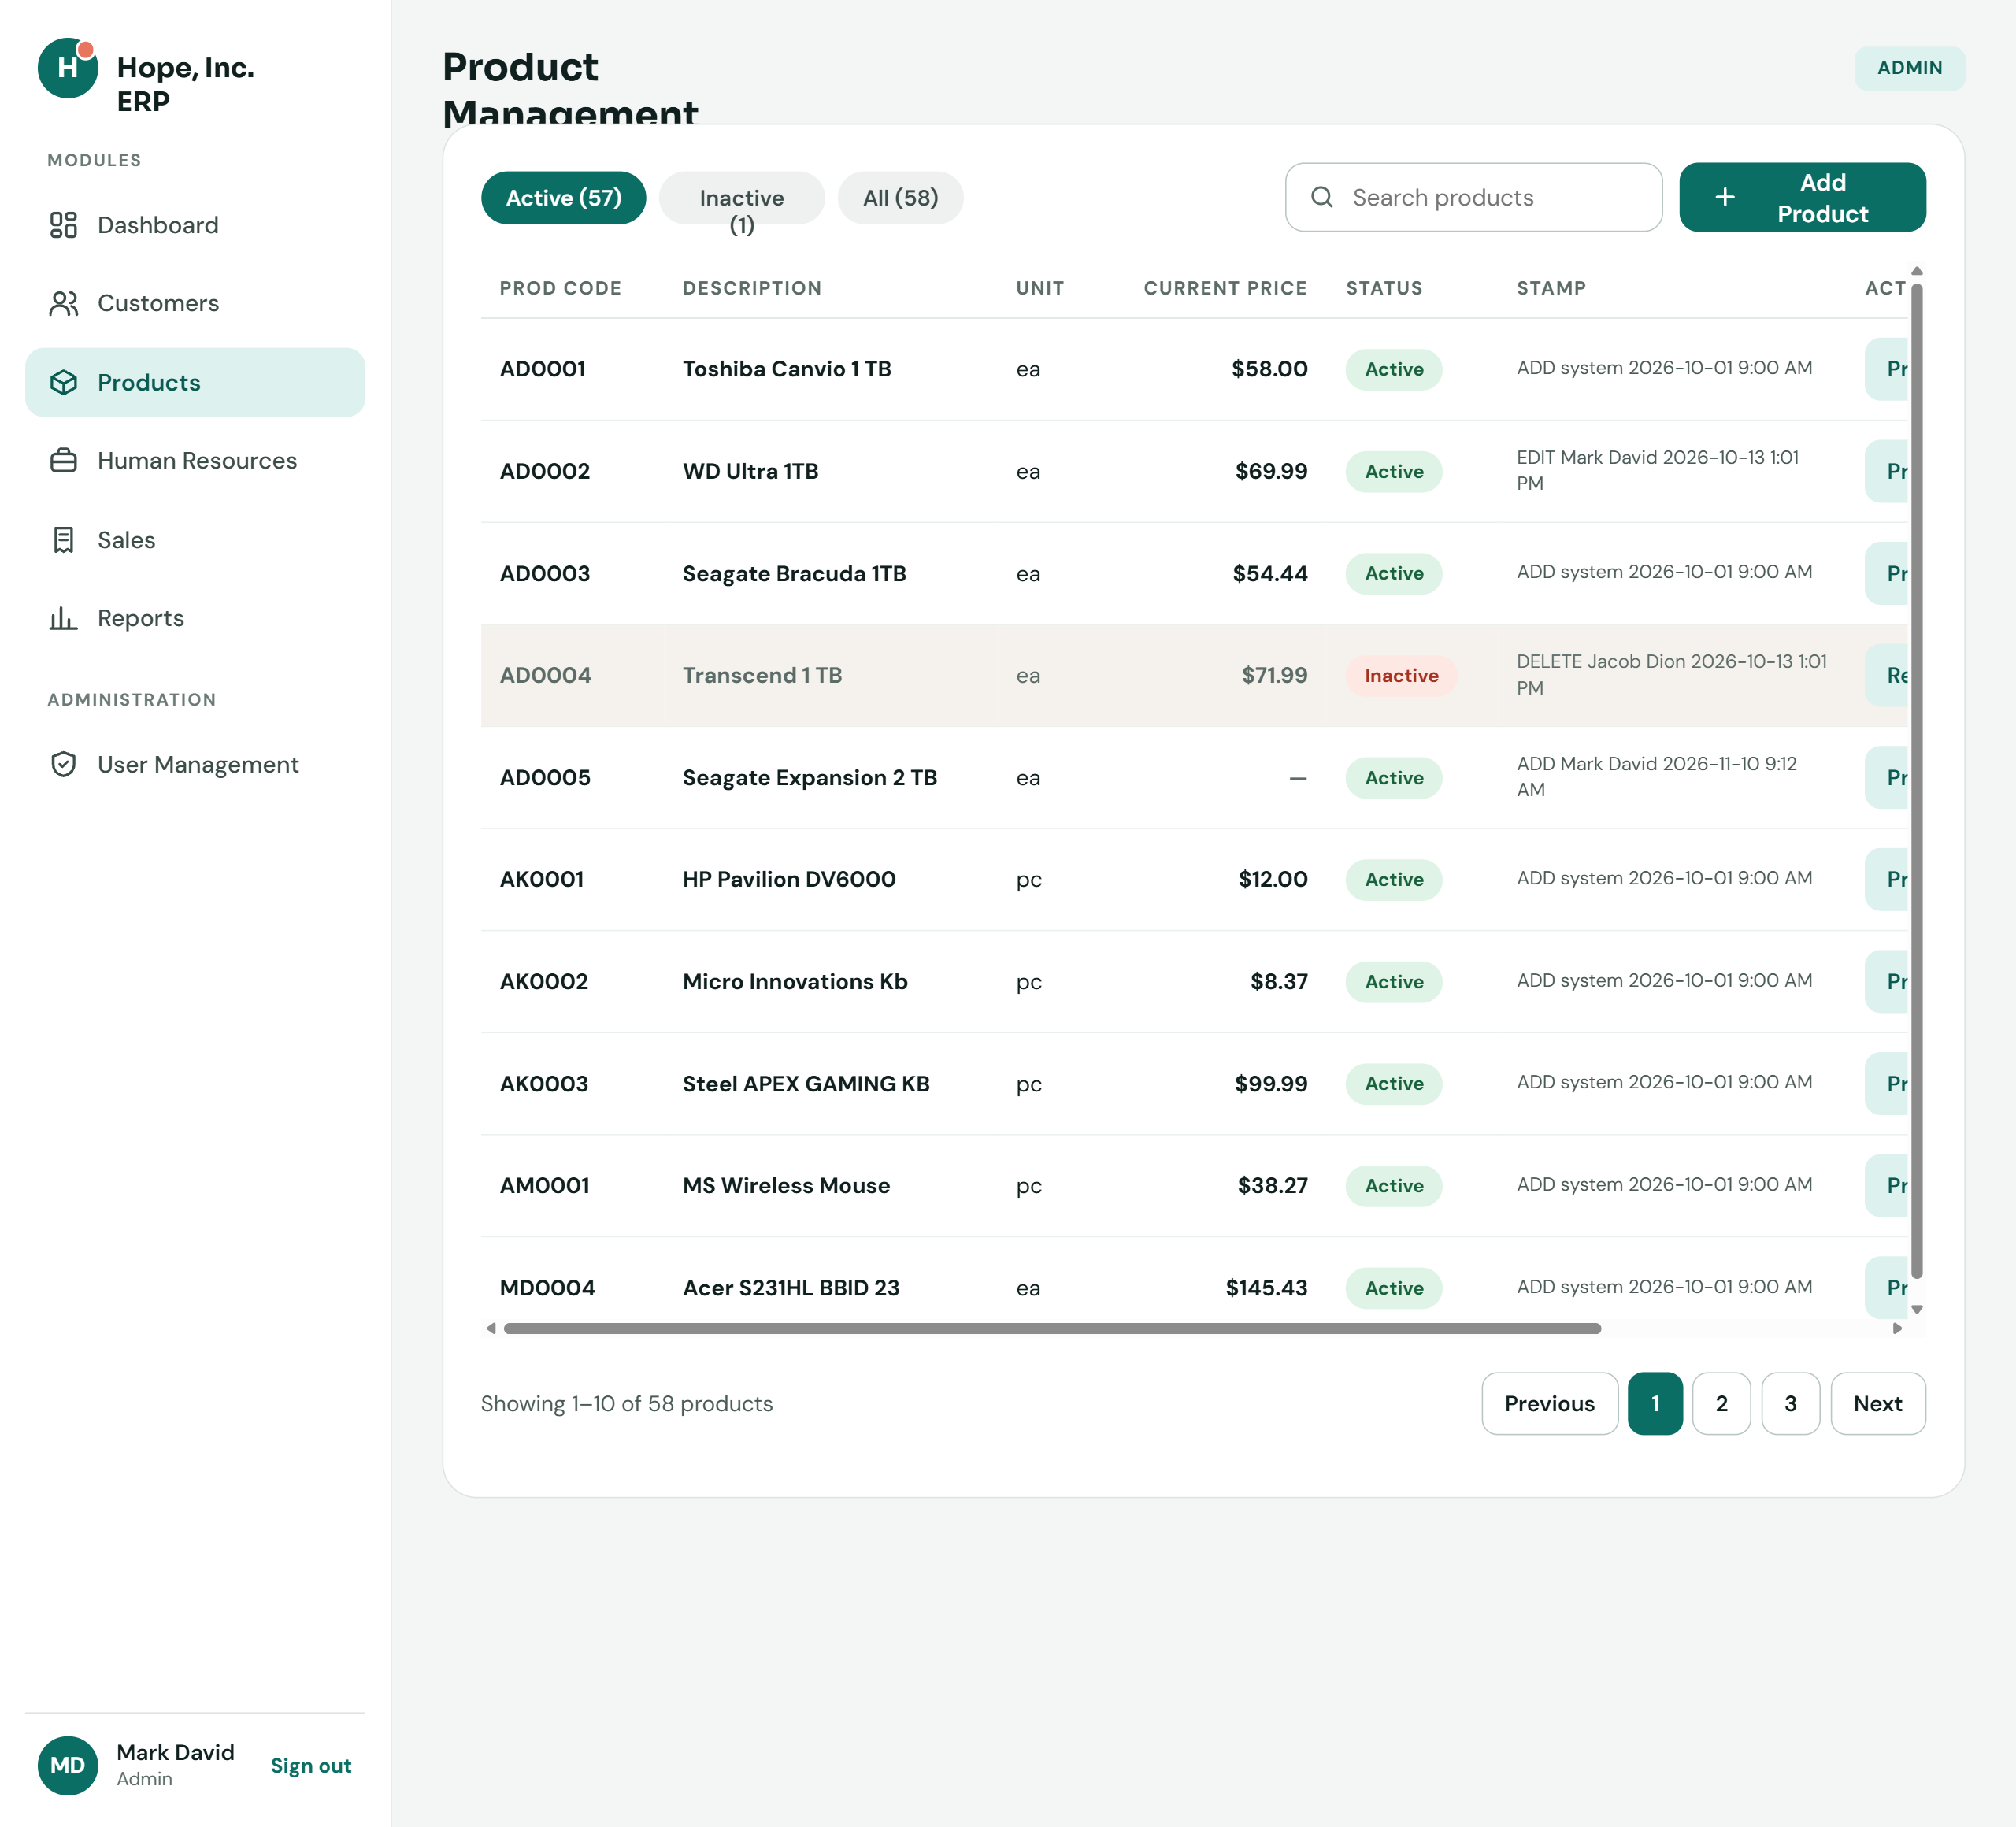 H
Hope, Inc.
ERP
MODULES
Dashboard
Customers
Products
Human Resources
Sales
Reports
ADMINISTRATION
User Management
MD
Mark David
Admin
Sign out
Product
Management
ADMIN
Active (57)
Inactive
(1)
All (58)
Search products
Add
Product
PROD CODE DESCRIPTION UNIT CURRENT PRICE STATUS STAMP ACT
AD0001 Toshiba Canvio 1 TB ea $58.00 Active ADD system 2026-10-01 9:00 AM Pr
AD0002 WD Ultra 1TB ea $69.99 Active EDIT Mark David 2026-10-13 1:01
PM Pr
AD0003 Seagate Bracuda 1TB ea $54.44 Active ADD system 2026-10-01 9:00 AM Pr
AD0004 Transcend 1 TB ea $71.99 Inactive DELETE Jacob Dion 2026-10-13 1:01
PM Re
AD0005 Seagate Expansion 2 TB ea — Active ADD Mark David 2026-11-10 9:12
AM Pr
AK0001 HP Pavilion DV6000 pc $12.00 Active ADD system 2026-10-01 9:00 AM Pr
AK0002 Micro Innovations Kb pc $8.37 Active ADD system 2026-10-01 9:00 AM Pr
AK0003 Steel APEX GAMING KB pc $99.99 Active ADD system 2026-10-01 9:00 AM Pr
AM0001 MS Wireless Mouse pc $38.27 Active ADD system 2026-10-01 9:00 AM Pr
MD0004 Acer S231HL BBID 23 ea $145.43 Active ADD system 2026-10-01 9:00 AM Pr
Showing 1–10 of 58 products
Previous 1 2 3 Next